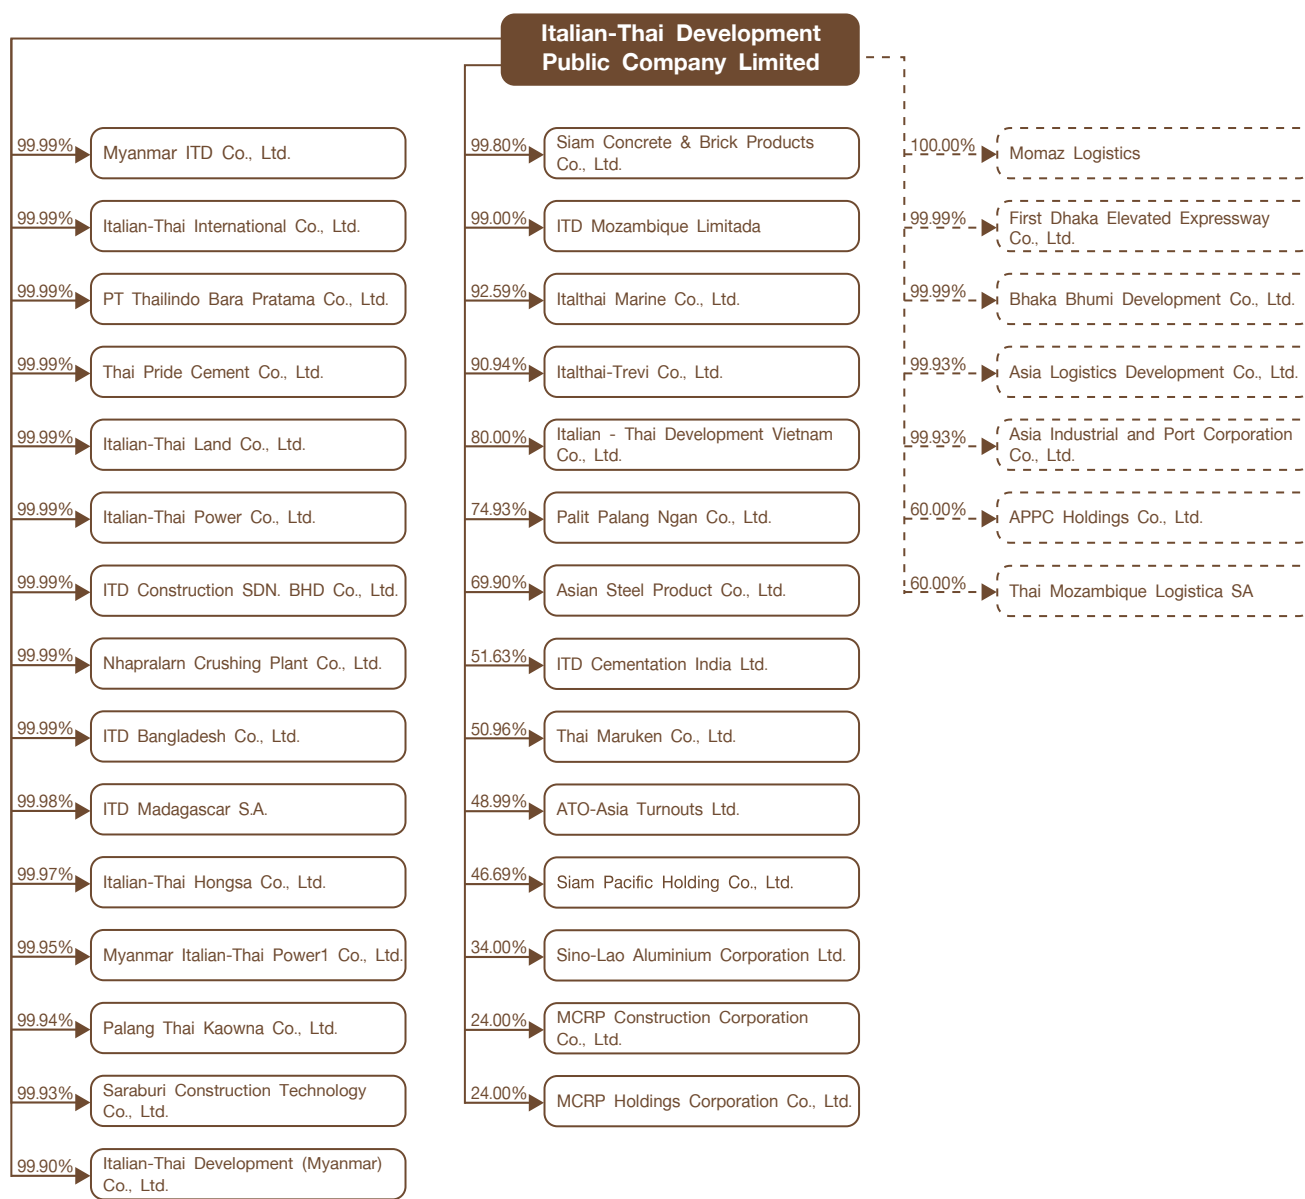 Italian-Thai Development
Public Company Limited
99.99%
Myanmar ITD Co., Ltd.
99.99%
Italian-Thai International Co., Ltd.
99.99%
PT Thailindo Bara Pratama Co., Ltd.
99.99%
Thai Pride Cement Co., Ltd.
99.99%
Italian-Thai Land Co., Ltd.
99.99%
Italian-Thai Power Co., Ltd.
99.99%
ITD Construction SDN. BHD Co., Ltd.
99.99%
Nhapralarn Crushing Plant Co., Ltd.
99.99%
ITD Bangladesh Co., Ltd.
99.98%
ITD Madagascar S.A.
99.97%
Italian-Thai Hongsa Co., Ltd.
99.95%
Myanmar Italian-Thai Power1 Co., Ltd.
99.94%
Palang Thai Kaowna Co., Ltd.
99.93%
Saraburi Construction Technology
Co., Ltd.
99.90%
Italian-Thai Development (Myanmar)
Co., Ltd.
99.80%
Siam Concrete & Brick Products
Co., Ltd.
99.00%
ITD Mozambique Limitada
92.59%
Italthai Marine Co., Ltd.
90.94%
Italthai-Trevi Co., Ltd.
80.00%
Italian - Thai Development Vietnam
Co., Ltd.
74.93%
Palit Palang Ngan Co., Ltd.
69.90%
Asian Steel Product Co., Ltd.
51.63%
ITD Cementation India Ltd.
50.96%
Thai Maruken Co., Ltd.
48.99%
ATO-Asia Turnouts Ltd.
46.69%
Siam Pacific Holding Co., Ltd.
34.00%
Sino-Lao Aluminium Corporation Ltd.
24.00%
MCRP Construction Corporation
Co., Ltd.
24.00%
MCRP Holdings Corporation Co., Ltd.
100.00%
Momaz Logistics
99.99%
First Dhaka Elevated Expressway
Co., Ltd.
99.99%
Bhaka Bhumi Development Co., Ltd.
99.93%
Asia Logistics Development Co., Ltd.
99.93%
Asia Industrial and Port Corporation
Co., Ltd.
60.00%
APPC Holdings Co., Ltd.
60.00%
Thai Mozambique Logistica SA